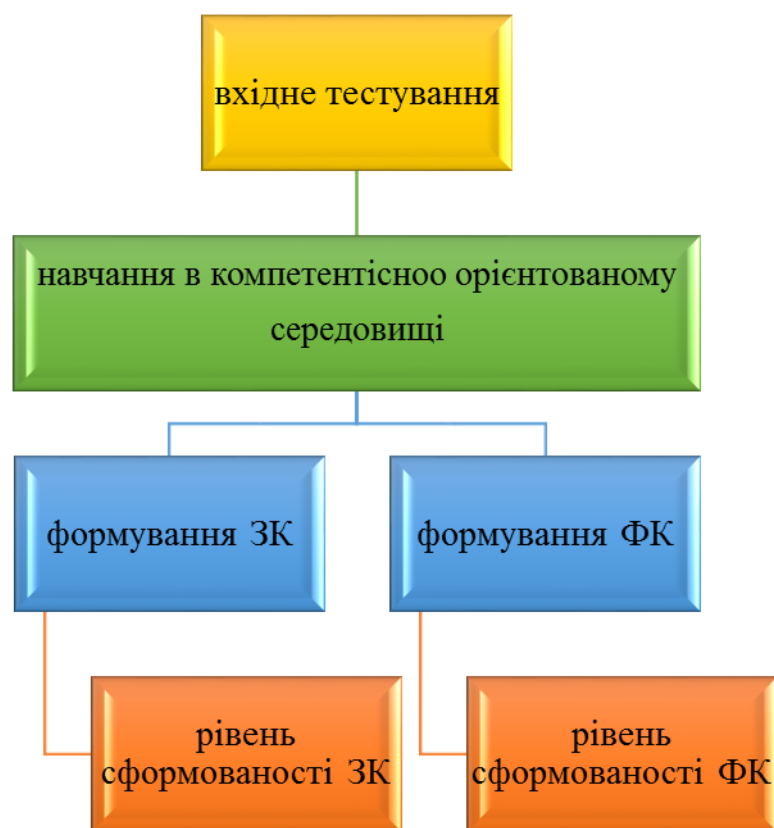 вхідне тестування
навчання в компетентісноо орієнтованому
середовищі
формування ЗК
формування ФК
рівень
сформованості ЗК
рівень
сформованості ФК